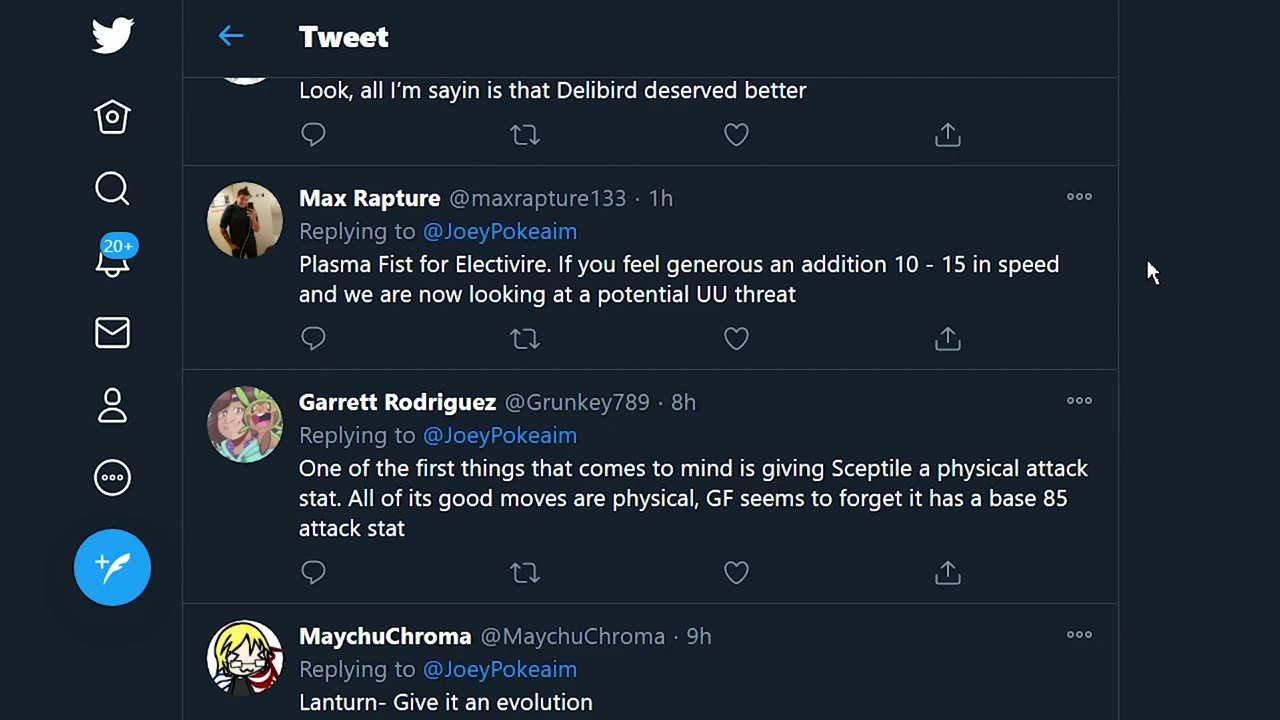 Tweet
Look, all I'm sayin is that Delibird deserved better
Max Rapture @maxrapture133 · 1h
Replying to @JoeyPokeaim
Plasma Fist for Electivire. If you feel generous an addition 10 - 15 in speed
and we are now looking at a potential UU threat
20+
Garrett Rodriguez @Grunkey789 · 8h
Replying to @JoeyPokeaim
One of the first things that comes to mind is giving Sceptile a physical attack
stat. All of its good moves are physical, GF seems to forget it has a base 85
attack stat
MaychuChroma @MaychuChroma · 9h
Replying to @JoeyPokeaim
Lanturn- Give it an evolution